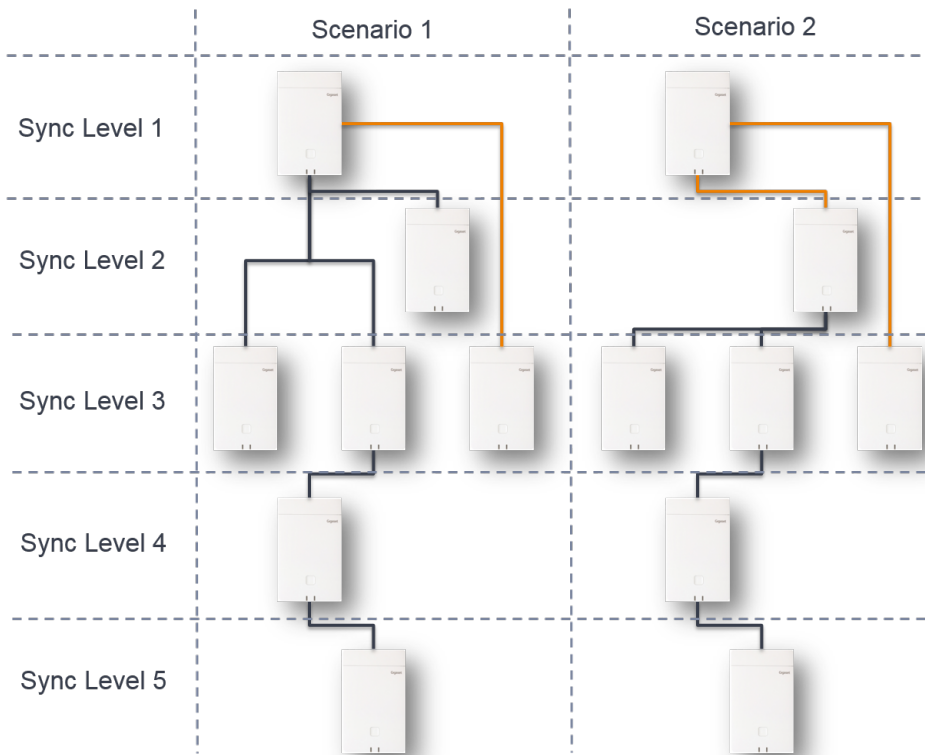 Scenario 1
Scenario 2
Sync Level 1
Sync Level 2
Sync Level 3
Sync Level 4
Sync Level 5